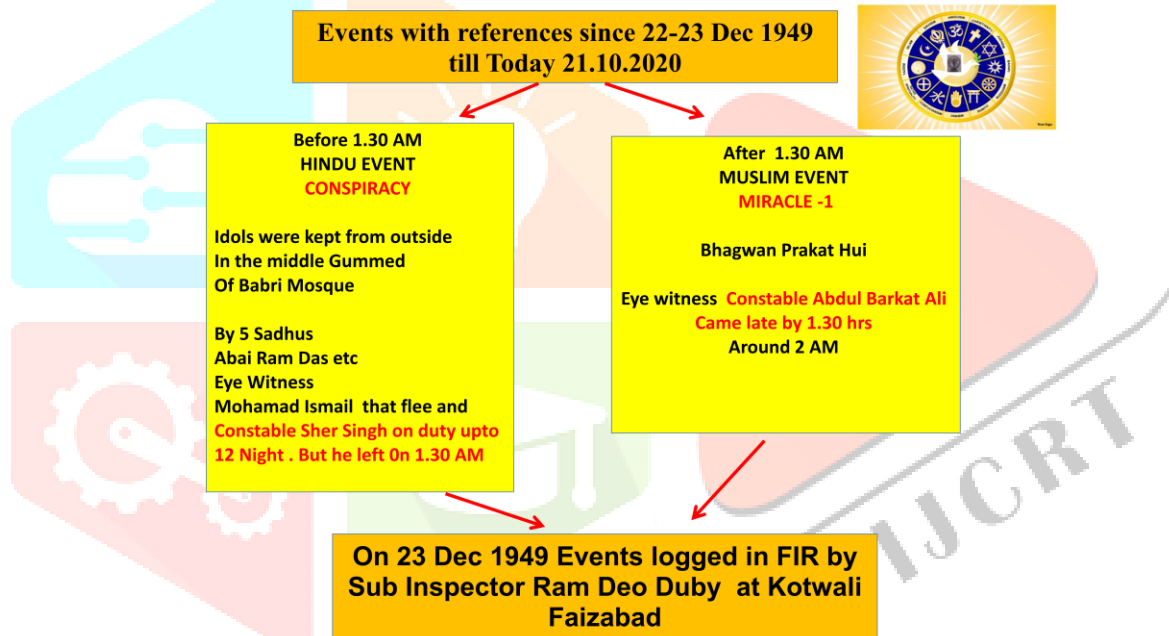 Events with references since 22-23 Dec 1949
till Today 21.10.2020
Before 1.30 AM
HINDU EVENT
CONSPIRACY
Idols were kept from outside
In the middle Gummed
Of Babri Mosque
By 5 Sadhus
Abai Ram Das etc
Eye Witness
Mohamad Ismail that flee and
Constable Sher Singh on duty upto
12 Night . But he left 0n 1.30 AM
After 1.30 AM
MUSLIM EVENT
MIRACLE -1
Bhagwan Prakat Hui
Eye witness Constable Abdul Barkat Ali
Came late by 1.30 hrs
Around 2 AM
On 23 Dec 1949 Events logged in FIR by
Sub Inspector Ram Deo Duby at Kotwali
Faizabad
IJCRT